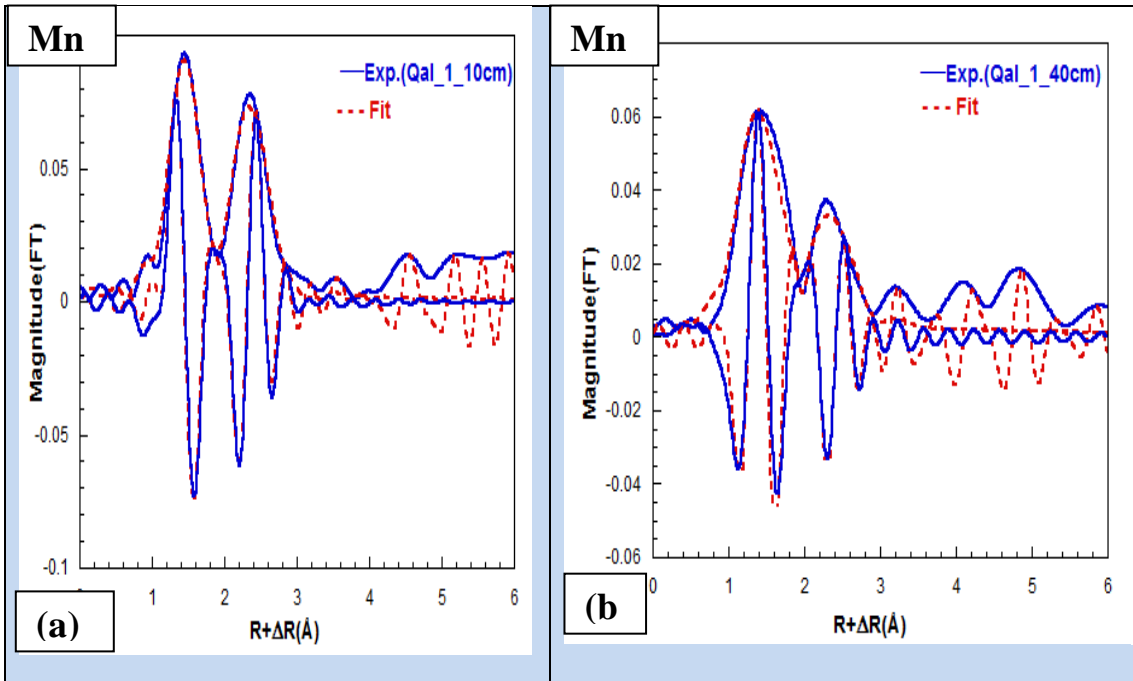 Mn
Exp.(Qal_1_10cm)
Fit
0.05
0
-0.05
-0.1
Magnitude(FT)
1 2 3 4 5 6
R+ΔR(Å)
(a)
Mn
Exp.(Qal_1_40cm)
Fit
0.06
0.04
0.02
0
-0.02
-0.04
-0.06
Magnitude(FT)
0 1 2 3 4 5 6
R+ΔR(Å)
(b